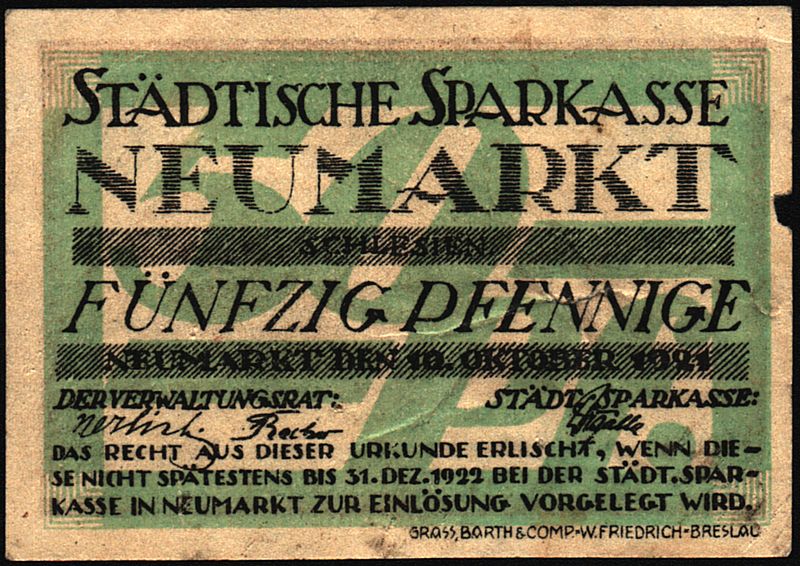 STÄDTISCHE SPARKASSE
NEUMARKT
SCHLESIEN
FÜNFZIG PFENNIGE
NEUMARKT DEN 10. OKTOBER 1921
DER VERWALTUNGSRAT: STÄDT. SPARKASSE:
DAS RECHT AUS DIESER URKUNDE ERLISCHT, WENN DIE-
SE NICHT SPÄTESTENS BIS 31. DEZ. 1922 BEI DER STÄDT. SPAR-
KASSE IN NEUMARKT ZUR EINLÖSUNG VORGELEGT WIRD.
GRASS, BARTH & COMP.-W. FRIEDRICH-BRESLAU